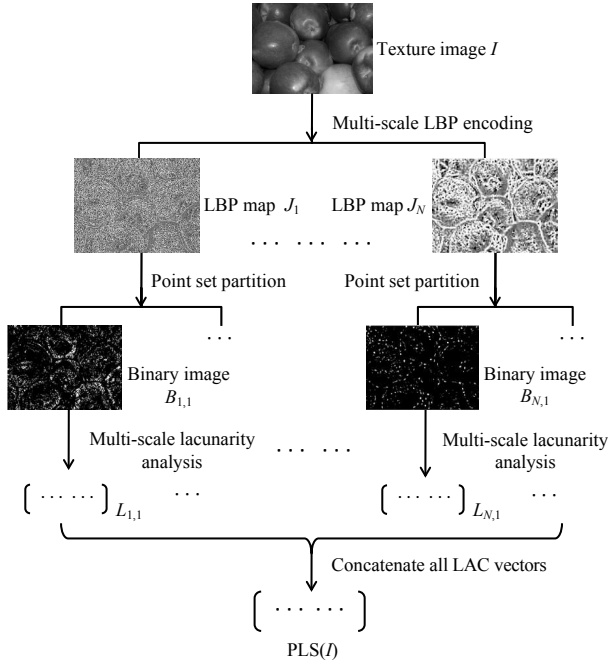 Texture image I
Multi-scale LBP encoding
LBP map J1
LBP map JN
... ... ...
Point set partition
Point set partition
...
...
Binary image
B1,1
Binary image
BN,1
Multi-scale lacunarity
analysis
... ...
Multi-scale lacunarity
analysis
[ ... ... ] L1,1
...
[ ... ... ] LN,1
...
Concatenate all LAC vectors
[ ... ... ]
PLS(I)